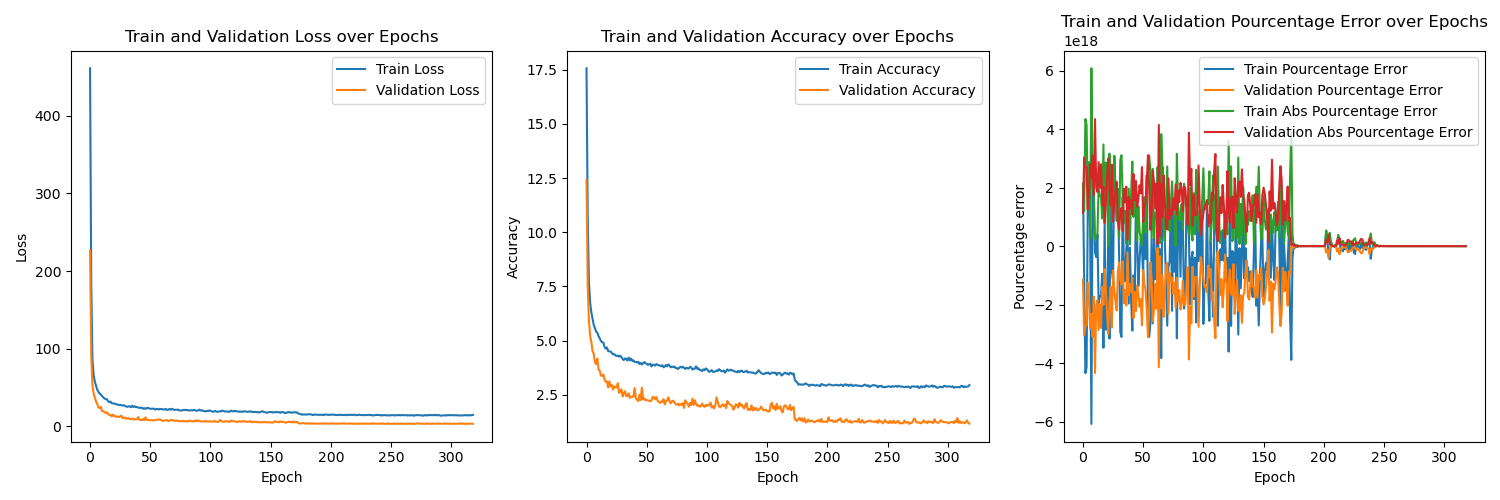 Train and Validation Loss over Epochs
Train Loss
Validation Loss
Loss
400
300
200
100
0
0 50 100 150 200 250 300
Epoch
Train and Validation Accuracy over Epochs
Train Accuracy
Validation Accuracy
Accuracy
17.5
15.0
12.5
10.0
7.5
5.0
2.5
0 50 100 150 200 250 300
Epoch
Train and Validation Pourcentage Error over Epochs
1e18
Train Pourcentage Error
Validation Pourcentage Error
Train Abs Pourcentage Error
Validation Abs Pourcentage Error
Pourcentage error
6
4
2
0
−2
−4
−6
0 50 100 150 200 250 300
Epoch